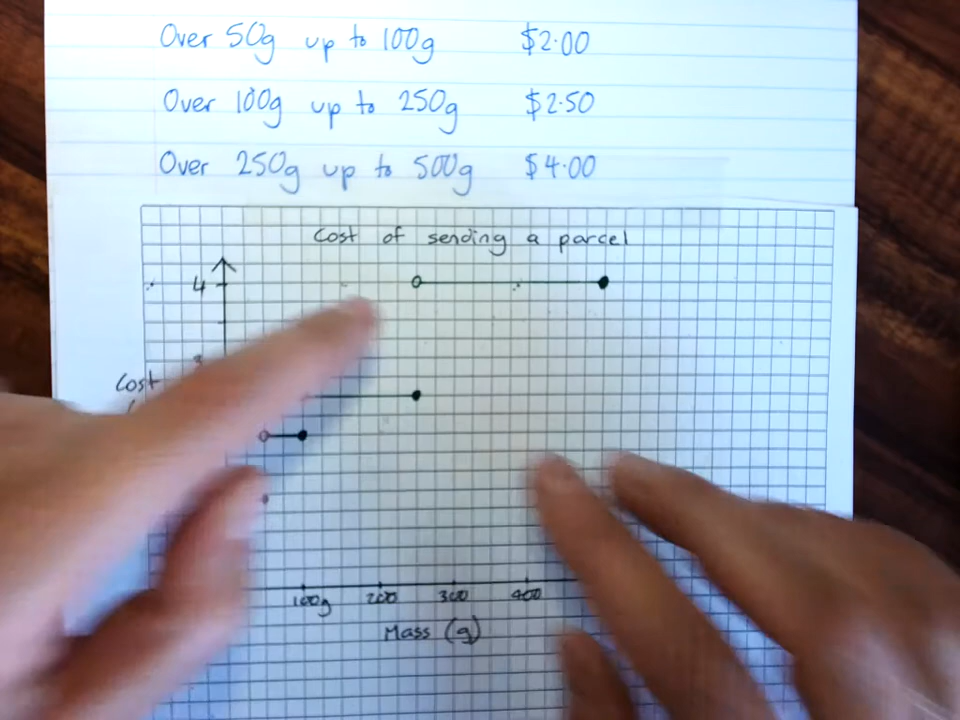 Over 50g up to 100g $2.00
Over 100g up to 250g $2.50
Over 250g up to 500g $4.00
Cost of sending a parcel
4
3
Cost
100g 200 300 400
Mass (g)